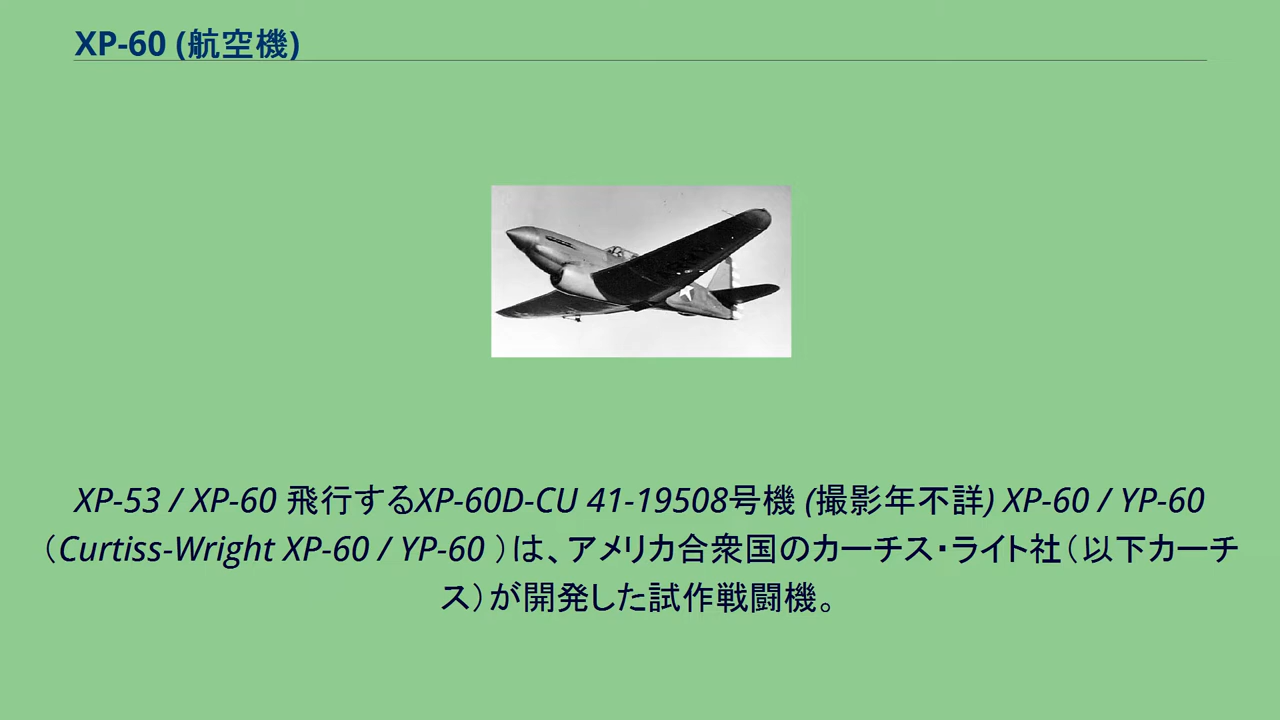 XP-60 (航空機)
XP-53 / XP-60 飛行するXP-60D-CU 41-19508号機 (撮影年不詳) XP-60 / YP-60
（Curtiss-Wright XP-60 / YP-60 ）は、アメリカ合衆国のカーチス・ライト社（以下カーチ
ス）が開発した試作戦闘機。